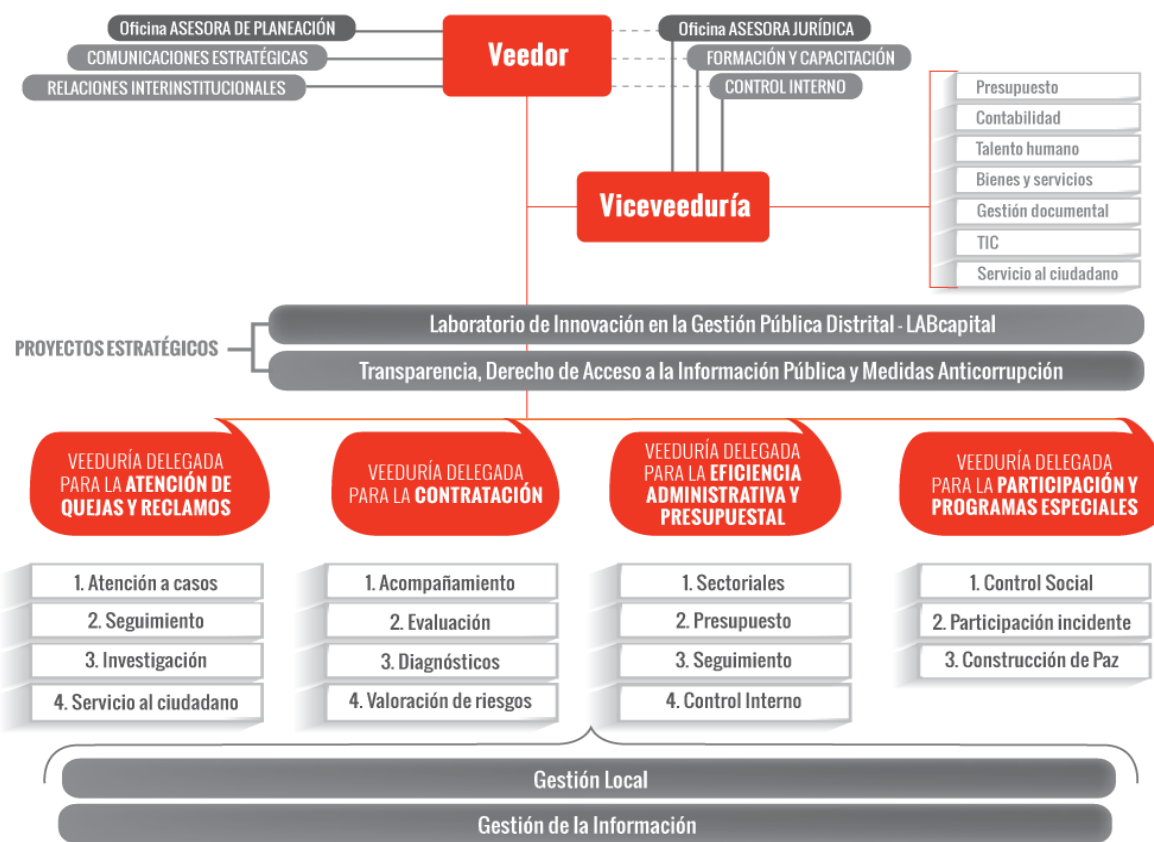 Oficina ASESORA DE PLANEACIÓN
COMUNICACIONES ESTRATÉGICAS
RELACIONES INTERINSTITUCIONALES
Veedor
Oficina ASESORA JURÍDICA
FORMACIÓN Y CAPACITACIÓN
CONTROL INTERNO
Viceveeduría
Presupuesto
Contabilidad
Talento humano
Bienes y servicios
Gestión documental
TIC
Servicio al ciudadano
PROYECTOS ESTRATÉGICOS
Laboratorio de Innovación en la Gestión Pública Distrital - LABcapital
Transparencia, Derecho de Acceso a la Información Pública y Medidas Anticorrupción
VEEDURÍA DELEGADA
PARA LA ATENCIÓN DE
QUEJAS Y RECLAMOS
1. Atención a casos
2. Seguimiento
3. Investigación
4. Servicio al ciudadano
VEEDURÍA DELEGADA
PARA LA CONTRATACIÓN
1. Acompañamiento
2. Evaluación
3. Diagnósticos
4. Valoración de riesgos
VEEDURÍA DELEGADA
PARA LA EFICIENCIA
ADMINISTRATIVA Y
PRESUPUESTAL
1. Sectoriales
2. Presupuesto
3. Seguimiento
4. Control Interno
VEEDURÍA DELEGADA
PARA LA PARTICIPACIÓN Y
PROGRAMAS ESPECIALES
1. Control Social
2. Participación incidente
3. Construcción de Paz
Gestión Local
Gestión de la Información